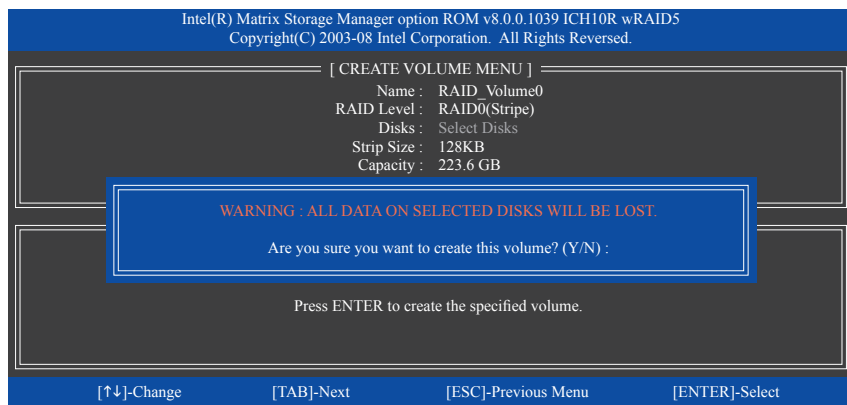 Intel(R) Matrix Storage Manager option ROM v8.0.0.1039 ICH10R wRAID5
Copyright(C) 2003-08 Intel Corporation. All Rights Reversed.
[ CREATE VOLUME MENU ]
Name : RAID_Volume0
RAID Level : RAID0(Stripe)
Disks : Select Disks
Strip Size : 128KB
Capacity : 223.6 GB
WARNING : ALL DATA ON SELECTED DISKS WILL BE LOST.
Are you sure you want to create this volume? (Y/N) :
Press ENTER to create the specified volume.
[↑↓]-Change [TAB]-Next [ESC]-Previous Menu [ENTER]-Select